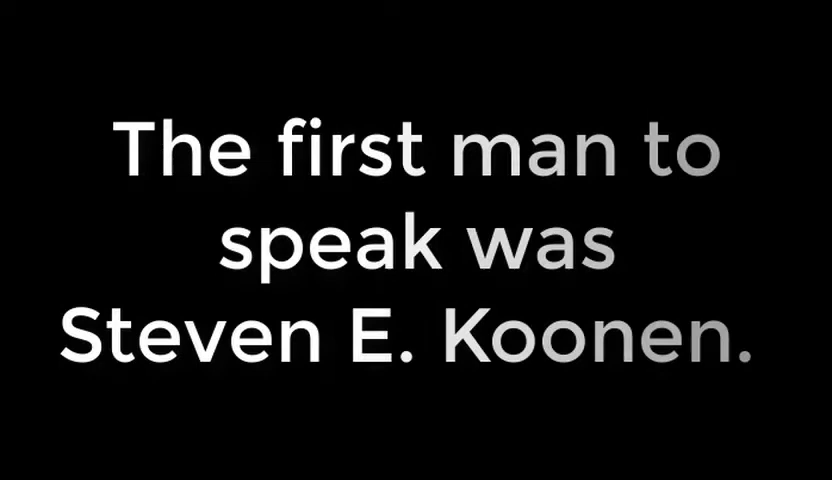 The first man to
speak was
Steven E. Koonen.